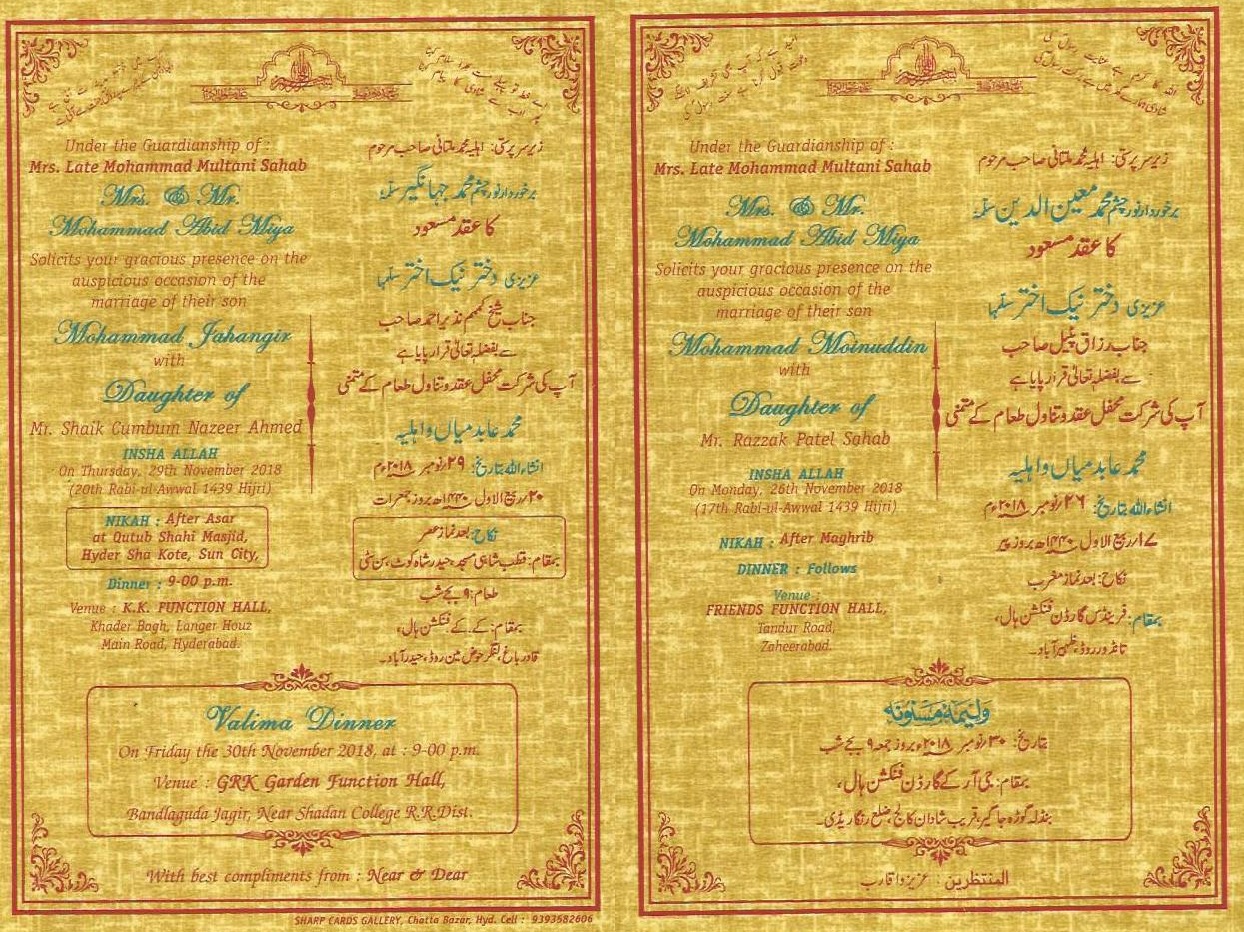 Under the Guardianship of :
Mrs. Late Mohammad Multani Sahab
Mrs. & Mr.
Mohammad Abid Miya
Solicits your gracious presence on the
auspicious occasion of the
marriage of their son
Mohammad Jahangir
with
Daughter of
Mr. Shaik Cumbum Nazeer Ahmed
INSHA ALLAH
On Thursday, 29th November 2018
(20th Rabi-ul-Awwal 1439 Hijri)
NIKAH : After Asar
at Qutub Shahi Masjid,
Hyder Sha Kote, Sun City,
Dinner : 9-00 p.m.
Venue : K.K. FUNCTION HALL,
Khader Bagh, Langer Houz
Main Road, Hyderabad.
زیر سرپرستی: اہلیہ محمد ملتانی صاحب مرحوم
برخوردار نور چشم محمد جہانگیر سلمہٗ
کا عقد مسعود
عزیزی دختر نیک اختر سلمہا
جناب شیخ کمبم نذیر احمد صاحب
سے بفضلہٖ تعالیٰ قرار پایا ہے
آپ کی شرکت محفل عقد و تناول طعام کے متمنی
محمد عابد میاں و اہلیہ
انشاء اللہ بتاریخ: ۲۹/نومبر ۲۰۱۸ء م
۲۰/ربیع الاول ۱۴۴۰ھ بروز جمعرات
نکاح: بعد نماز عصر
بمقام: قطب شاہی مسجد، حیدر شاہ کوٹ، سن سٹی
طعام: ۹ بجے شب
بمقام: کے۔کے فنکشن ہال،
قادر باغ، لنگر حوض مین روڈ، حیدرآباد۔
Valima Dinner
On Friday the 30th November 2018, at : 9-00 p.m.
Venue : GRK Garden Function Hall,
Bandlaguda Jagir, Near Shadan College R.R.Dist.
With best compliments from : Near & Dear
SHARP CARDS GALLERY, Chatta Bazar, Hyd. Cell : 9393682606
Under the Guardianship of :
Mrs. Late Mohammad Multani Sahab
Mrs. & Mr.
Mohammad Abid Miya
Solicits your gracious presence on the
auspicious occasion of the
marriage of their son
Mohammad Moinuddin
with
Daughter of
Mr. Razzak Patel Sahab
INSHA ALLAH
On Monday, 26th November 2018
(17th Rabi-ul-Awwal 1439 Hijri)
NIKAH : After Maghrib
DINNER : Follows
Venue :
FRIENDS FUNCTION HALL,
Tandur Road,
Zaheerabad.
زیر سرپرستی: اہلیہ محمد ملتانی صاحب مرحوم
برخوردار نور چشم محمد معین الدین سلمہٗ
کا عقد مسعود
عزیزی دختر نیک اختر سلمہا
جناب رزاق پٹیل صاحب
سے بفضلہٖ تعالیٰ قرار پایا ہے
آپ کی شرکت محفل عقد و تناول طعام کے متمنی
محمد عابد میاں و اہلیہ
انشاء اللہ بتاریخ: ۲۶/نومبر ۲۰۱۸ء م
۱۷/ربیع الاول ۱۴۴۰ھ بروز پیر
نکاح: بعد نماز مغرب
بمقام: فرینڈس گارڈن فنکشن ہال،
تانڈور روڈ، ظہیرآباد۔
ولیمۂ مسنونہ
بتاریخ: ۳۰/نومبر ۲۰۱۸ء بروز جمعہ ۹ بجے شب
بمقام: جی آر کے گارڈن فنکشن ہال،
بنڈلہ گوڑہ جاگیر، قریب شادان کالج، ضلع رنگاریڈی۔
المنتظرین : عزیز و اقارب